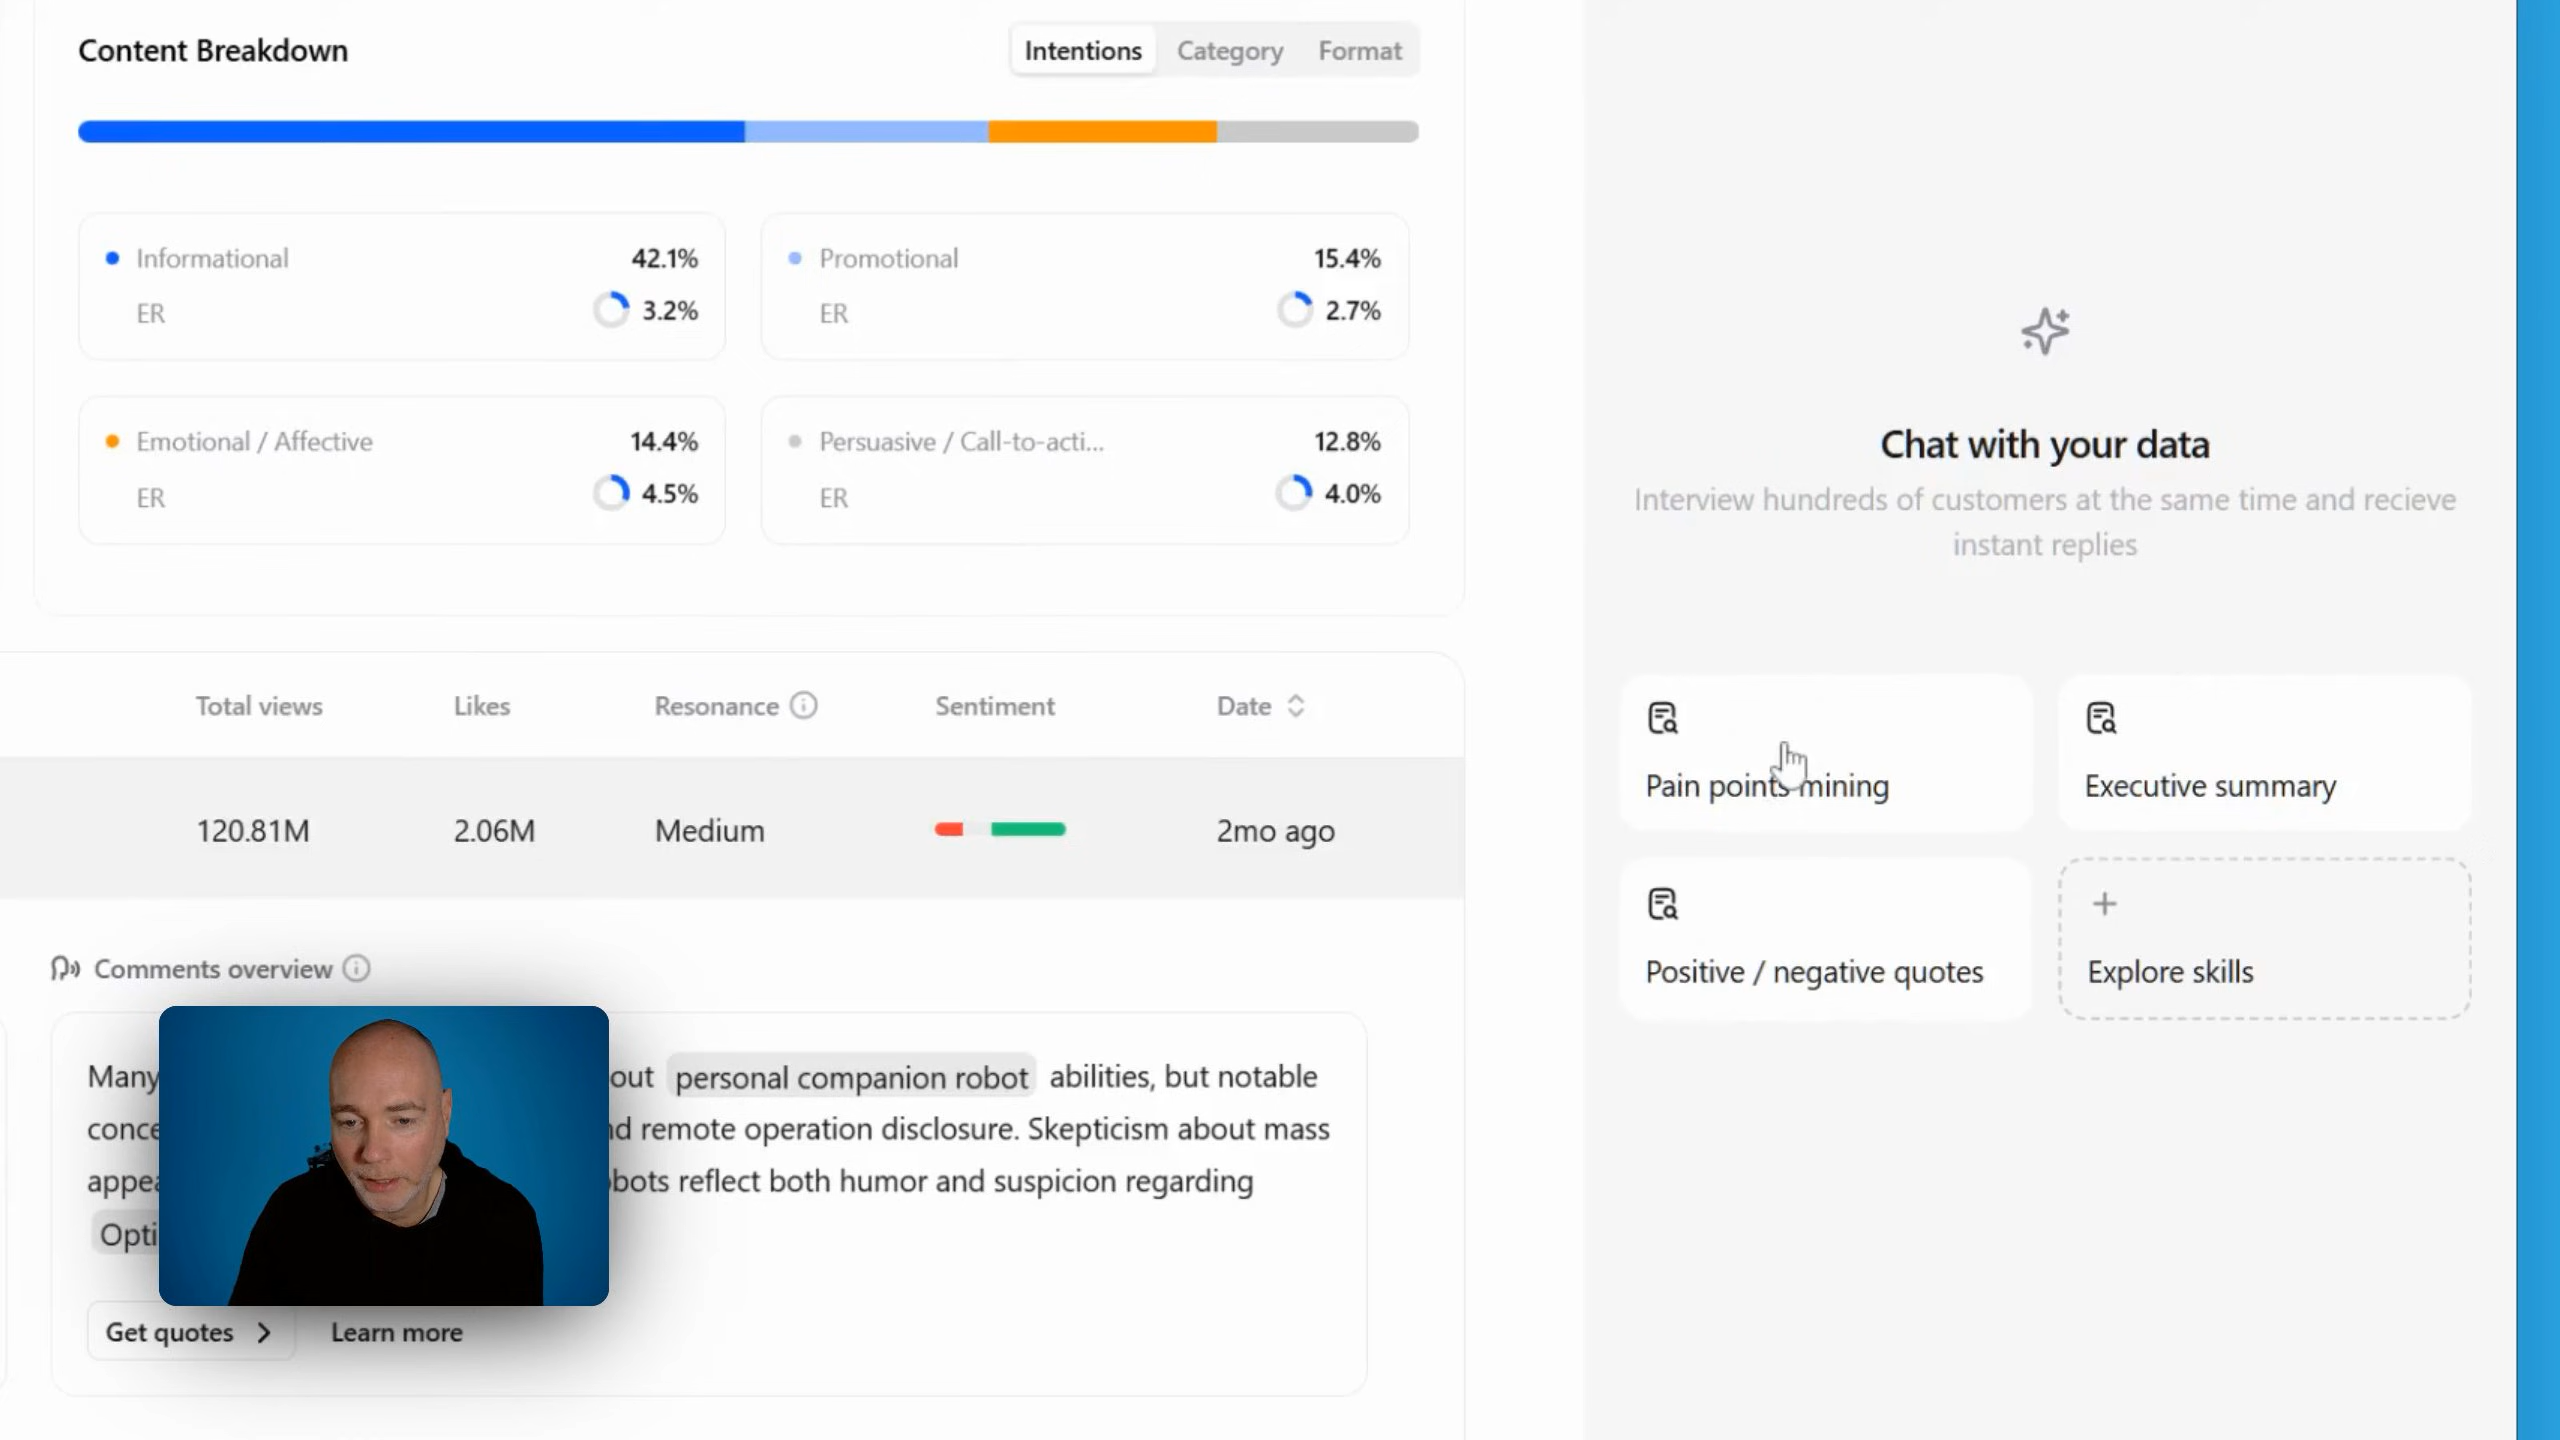 Content Breakdown
Intentions Category Format
Informational 42.1%
ER 3.2%
Promotional 15.4%
ER 2.7%
Emotional / Affective 14.4%
ER 4.5%
Persuasive / Call-to-acti... 12.8%
ER 4.0%
Total views Likes Resonance Sentiment Date
120.81M 2.06M Medium 2mo ago
Comments overview
Many out personal companion robot abilities, but notable
remote operation disclosure. Skepticism about mass
reflect both humor and suspicion regarding
Get quotes Learn more
Chat with your data
Interview hundreds of customers at the same time and recieve
instant replies
Pain points mining
Executive summary
Positive / negative quotes
Explore skills